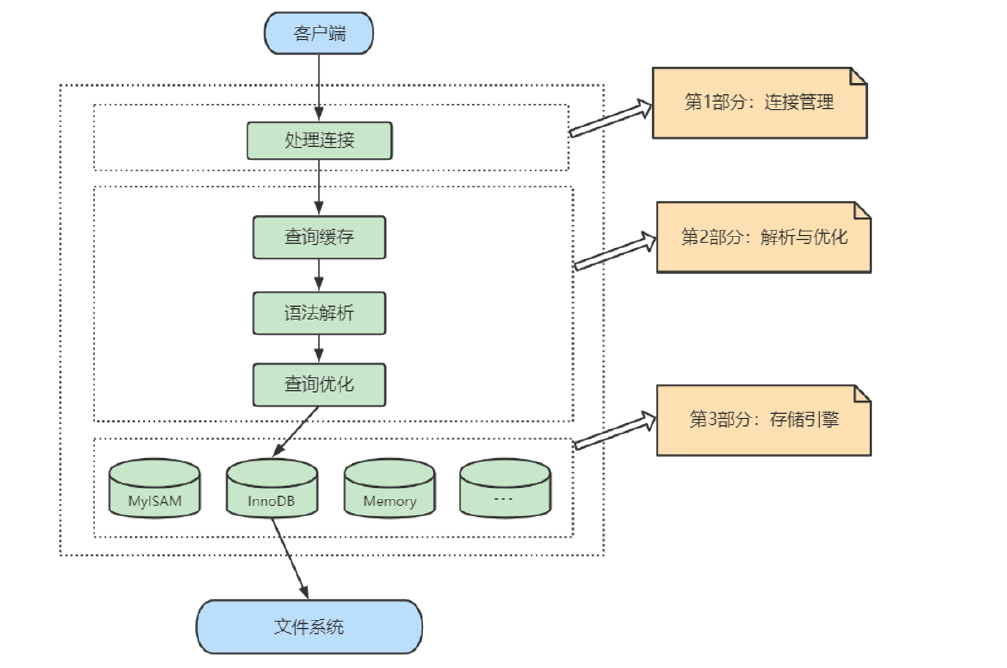 客户端
处理连接
第1部分：连接管理
查询缓存
第2部分：解析与优化
语法解析
查询优化
第3部分：存储引擎
MyISAM
InnoDB
Memory
...
文件系统